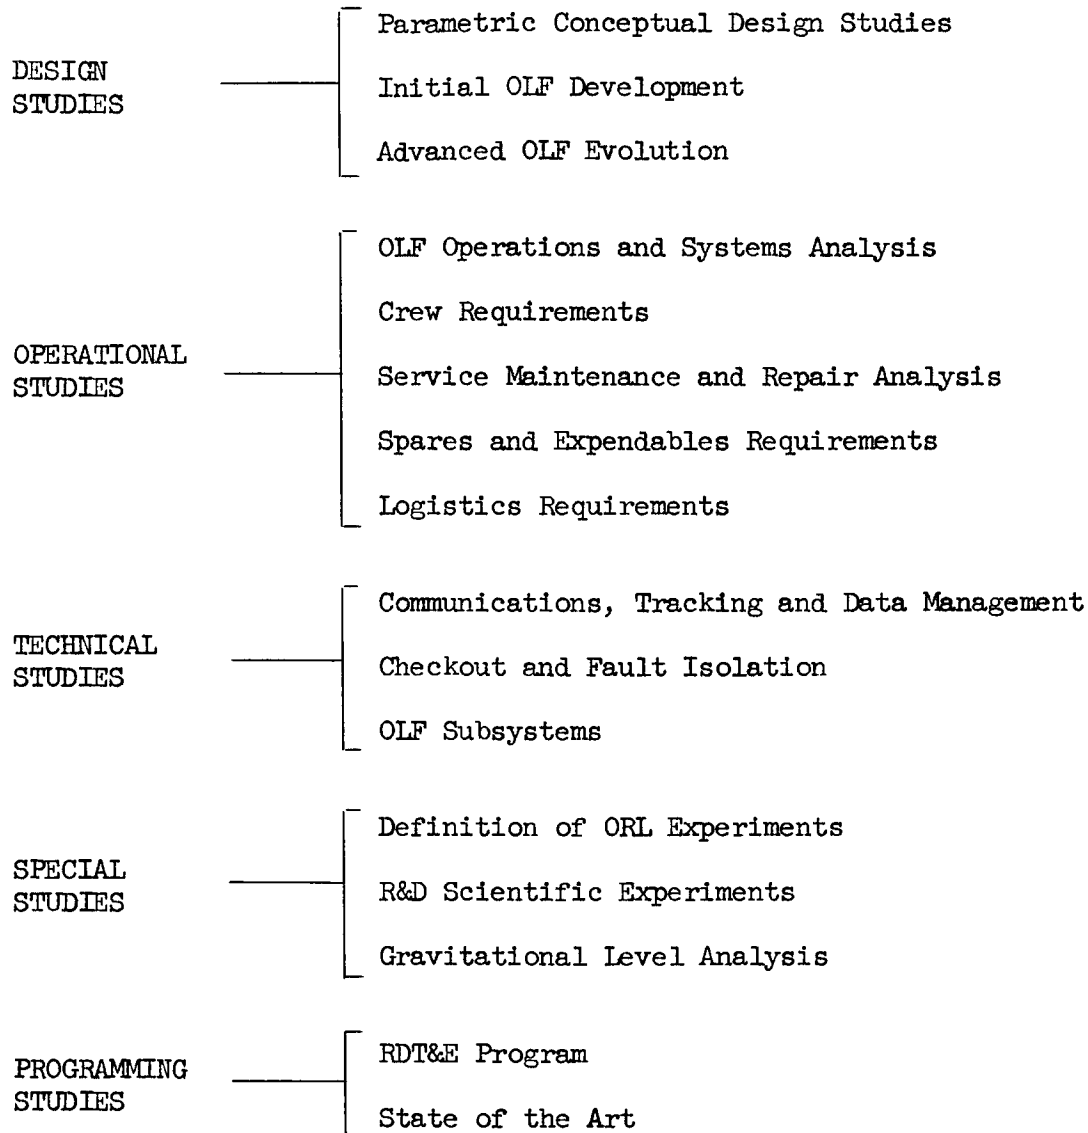 DESIGN
STUDIES
Parametric Conceptual Design Studies
Initial OLF Development
Advanced OLF Evolution
OPERATIONAL
STUDIES
OLF Operations and Systems Analysis
Crew Requirements
Service Maintenance and Repair Analysis
Spares and Expendables Requirements
Logistics Requirements
TECHNICAL
STUDIES
Communications, Tracking and Data Management
Checkout and Fault Isolation
OLF Subsystems
SPECIAL
STUDIES
Definition of ORL Experiments
R&D Scientific Experiments
Gravitational Level Analysis
PROGRAMMING
STUDIES
RDT&E Program
State of the Art